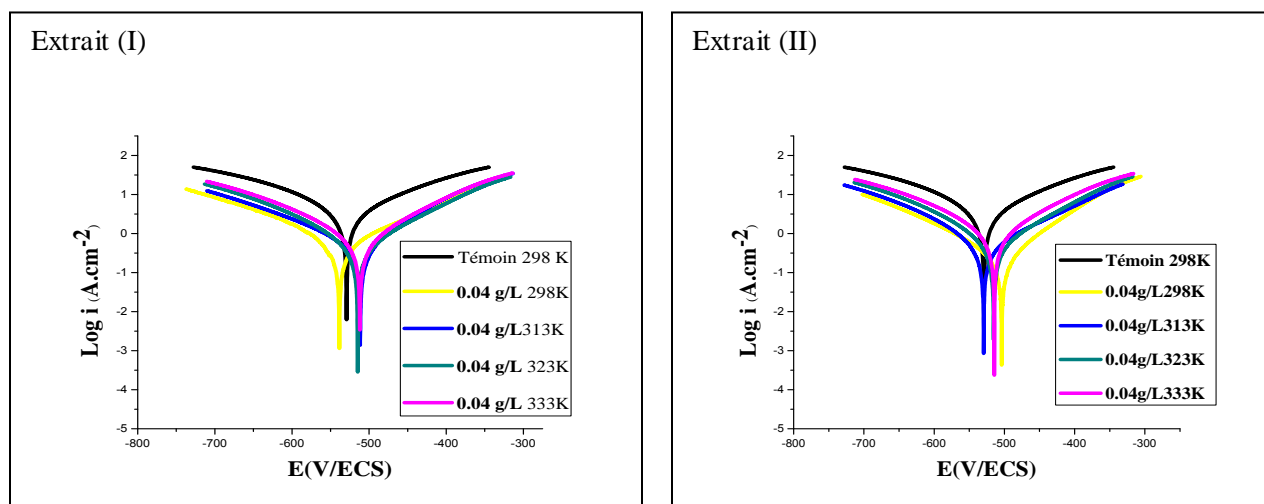 Extrait (I)
2
1
0
-1
-2
-3
-4
-5
-800
-700
-600
-500
-400
-300
Log i (A.cm-2)
E(V/ECS)
Témoin 298 K
0.04 g/L 298K
0.04 g/L313K
0.04 g/L 323K
0.04 g/L 333K
Extrait (II)
2
1
0
-1
-2
-3
-4
-5
-800
-700
-600
-500
-400
-300
Log i (A.cm-2)
E(V/ECS)
Témoin 298K
0.04g/L298K
0.04g/L313K
0.04g/L323K
0.04g/L333K